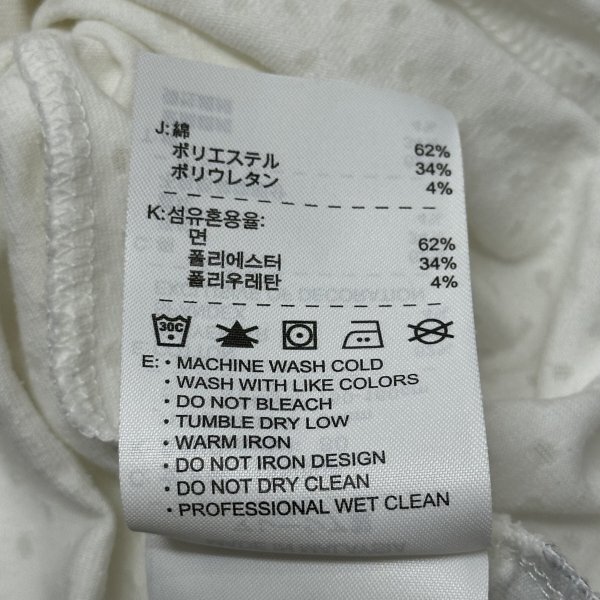 J: 綿 62%
ポリエステル 34%
ポリウレタン 4%
K: 섬유혼용율:
면 62%
폴리에스터 34%
폴리우레탄 4%
30C
E: • MACHINE WASH COLD
• WASH WITH LIKE COLORS
• DO NOT BLEACH
• TUMBLE DRY LOW
• WARM IRON
• DO NOT IRON DESIGN
• DO NOT DRY CLEAN
• PROFESSIONAL WET CLEAN